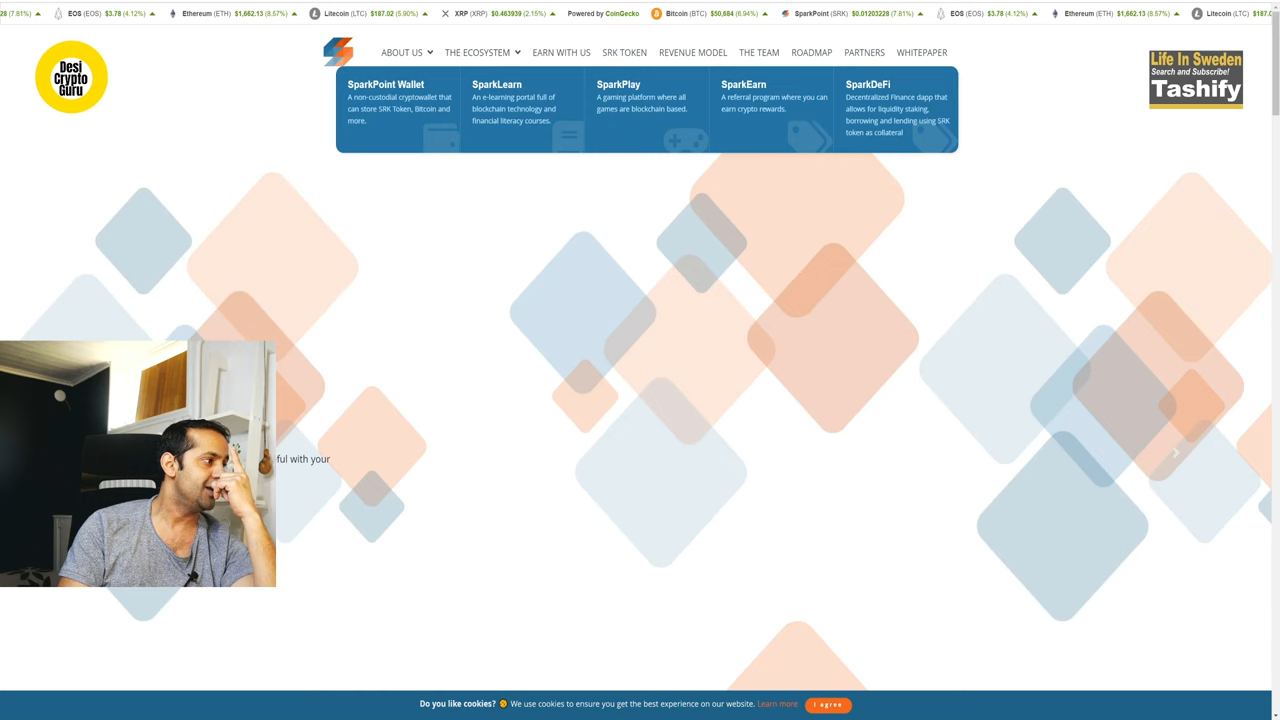 28 (7.81%) EOS (EOS) $3.78 (4.12%) Ethereum (ETH) $1,662.13 (8.57%) Litecoin (LTC) $187.02 (5.90%) XRP (XRP) $0.463939 (2.15%) Powered by CoinGecko Bitcoin (BTC) $50,684 (6.94%) SparkPoint (SRK) $0.01203228 (7.81%) EOS (EOS) $3.78 (4.12%) Ethereum (ETH) $1,662.13 (8.57%) Litecoin (LTC) $187.0
Desi
Crypto
Guru
ABOUT US THE ECOSYSTEM EARN WITH US SRK TOKEN REVENUE MODEL THE TEAM ROADMAP PARTNERS WHITEPAPER
Life In Sweden
Search and Subscribe!
Tashify
SparkPoint Wallet
A non-custodial cryptowallet that
can store SRK Token, Bitcoin and
more.
SparkLearn
An e-learning portal full of
blockchain technology and
financial literacy courses.
SparkPlay
A gaming platform where all
games are blockchain based.
SparkEarn
A referral program where you can
earn crypto rewards.
SparkDeFi
Decentralized Finance dapp that
allows for liquidity staking,
borrowing and lending using SRK
token as collateral
ful with your
Do you like cookies? We use cookies to ensure you get the best experience on our website. Learn more I agree